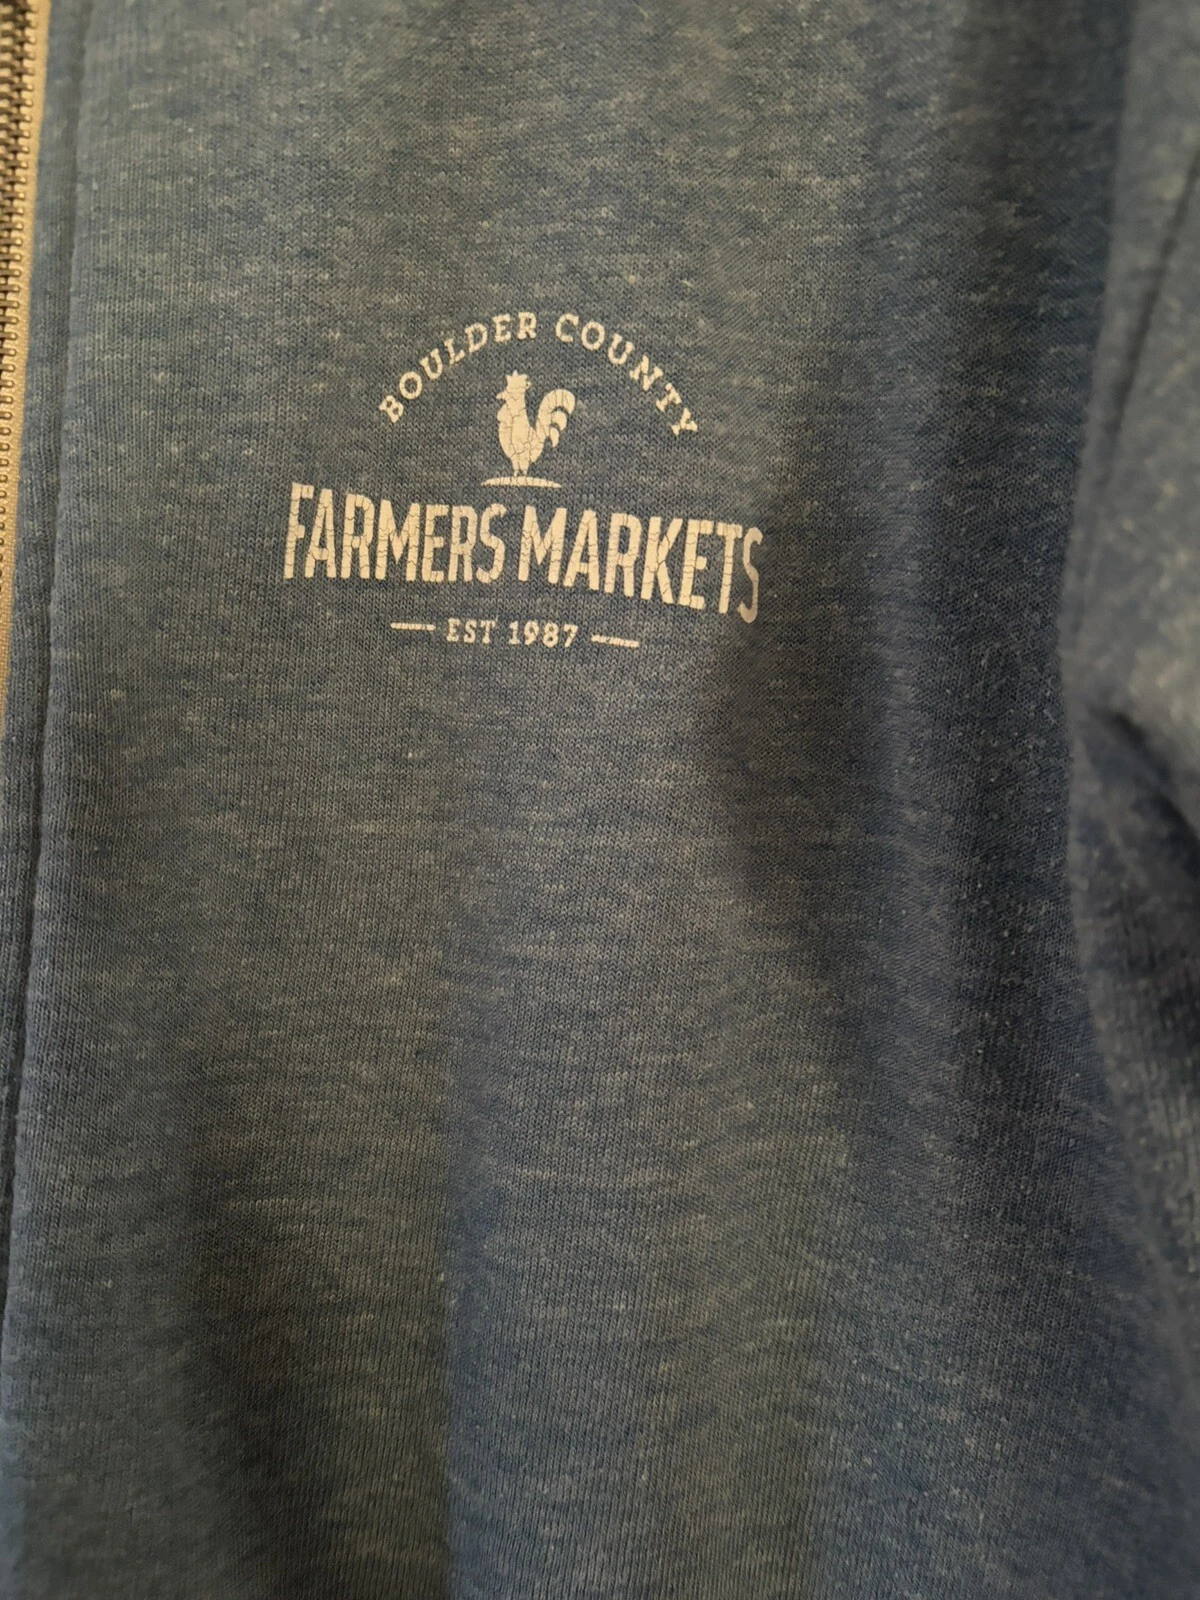 BOULDER COUNTY
FARMERS MARKETS
— EST 1987 —